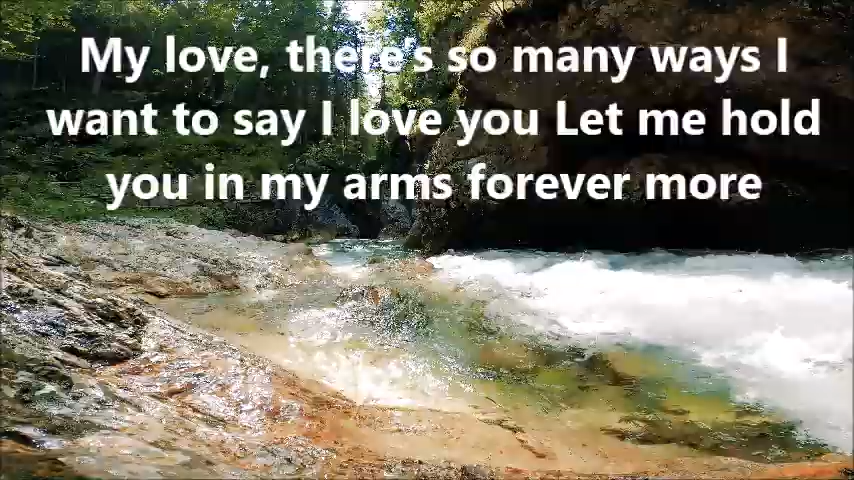 My love, there's so many ways I
want to say I love you Let me hold
you in my arms forever more